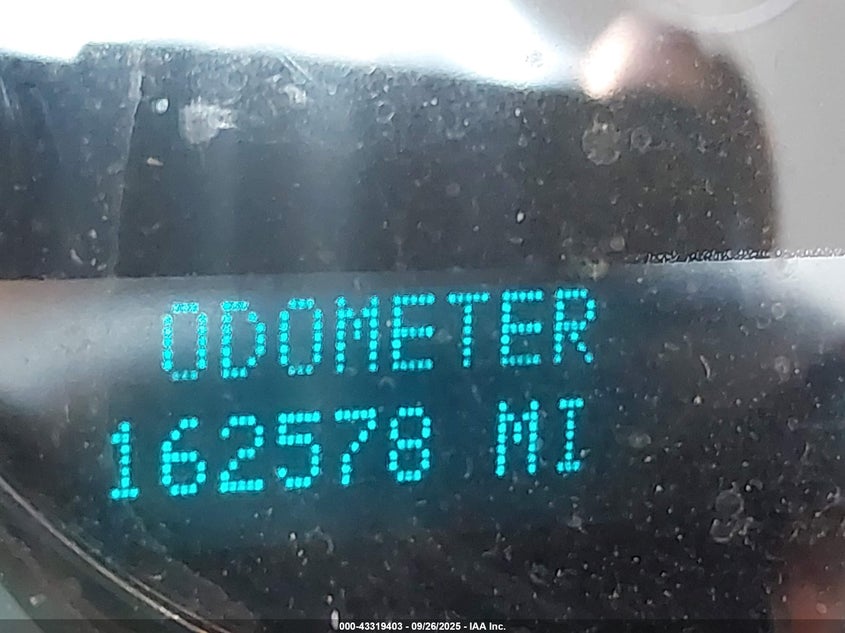 ODOMETER
162578 MI
000-43319403 - 09/26/2025 - IAA Inc.